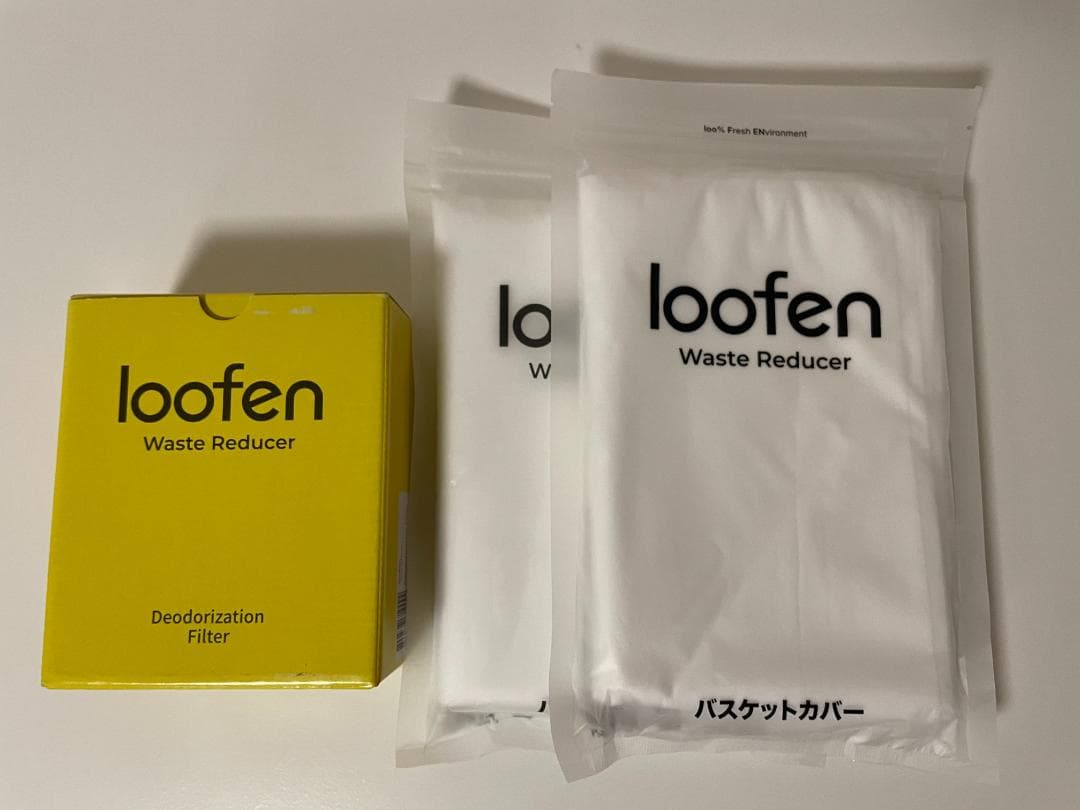 loofen
Waste Reducer
Deodorization
Filter
lo
W
loo% Fresh ENvironment
loofen
Waste Reducer
バスケットカバー